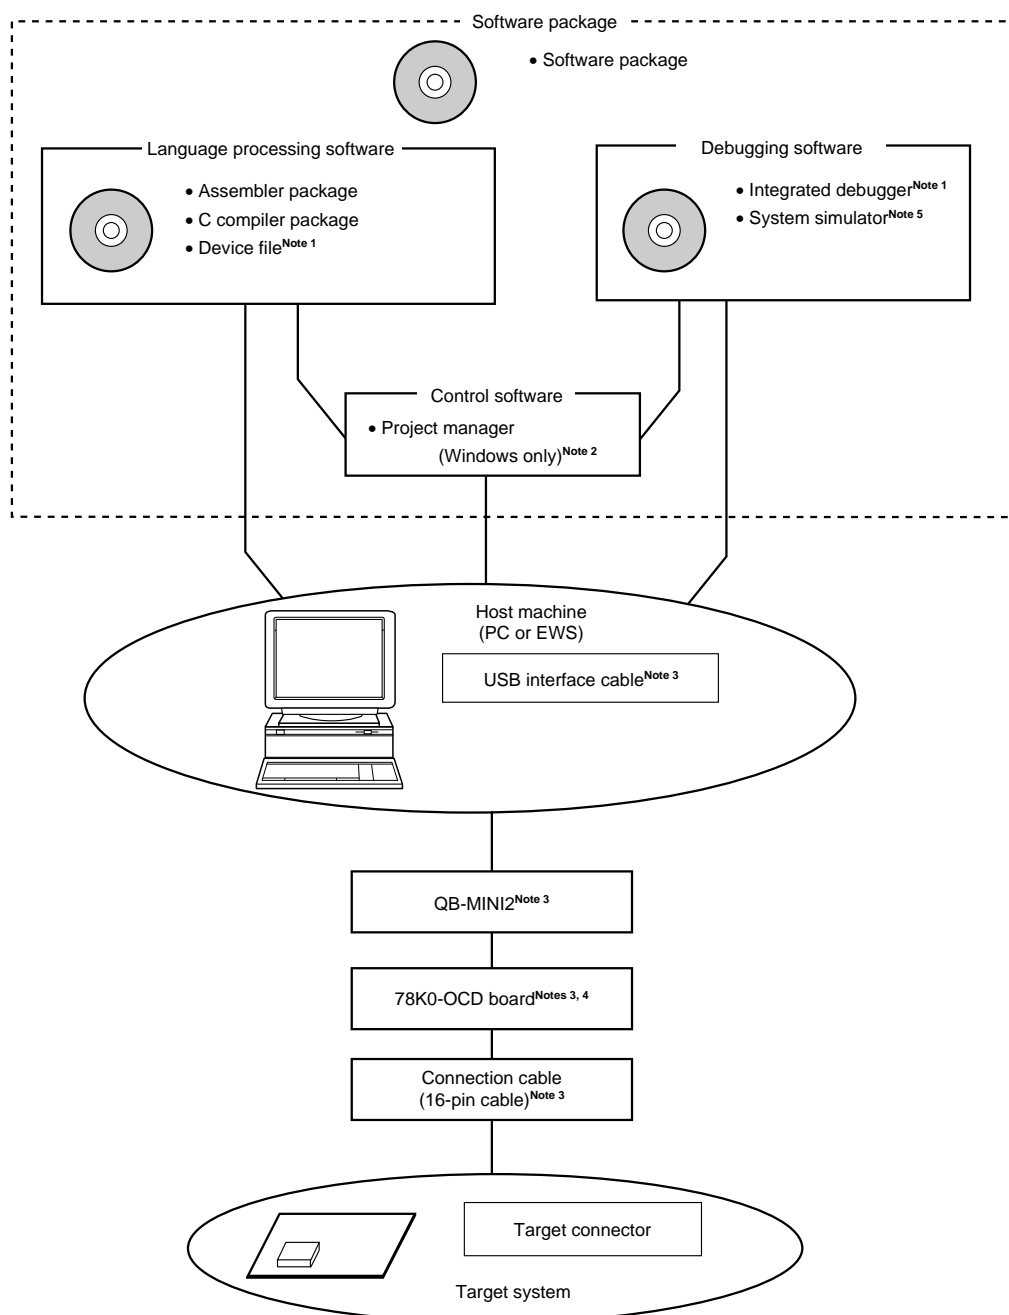 Software package
• Software package
Language processing software
• Assembler package
• C compiler package
• Device fileNote 1
Debugging software
• Integrated debuggerNote 1
• System simulatorNote 5
Control software
• Project manager
(Windows only)Note 2
Host machine
(PC or EWS)
USB interface cableNote 3
QB-MINI2Note 3
78K0-OCD boardNotes 3, 4
Connection cable
(16-pin cable)Note 3
Target connector
Target system